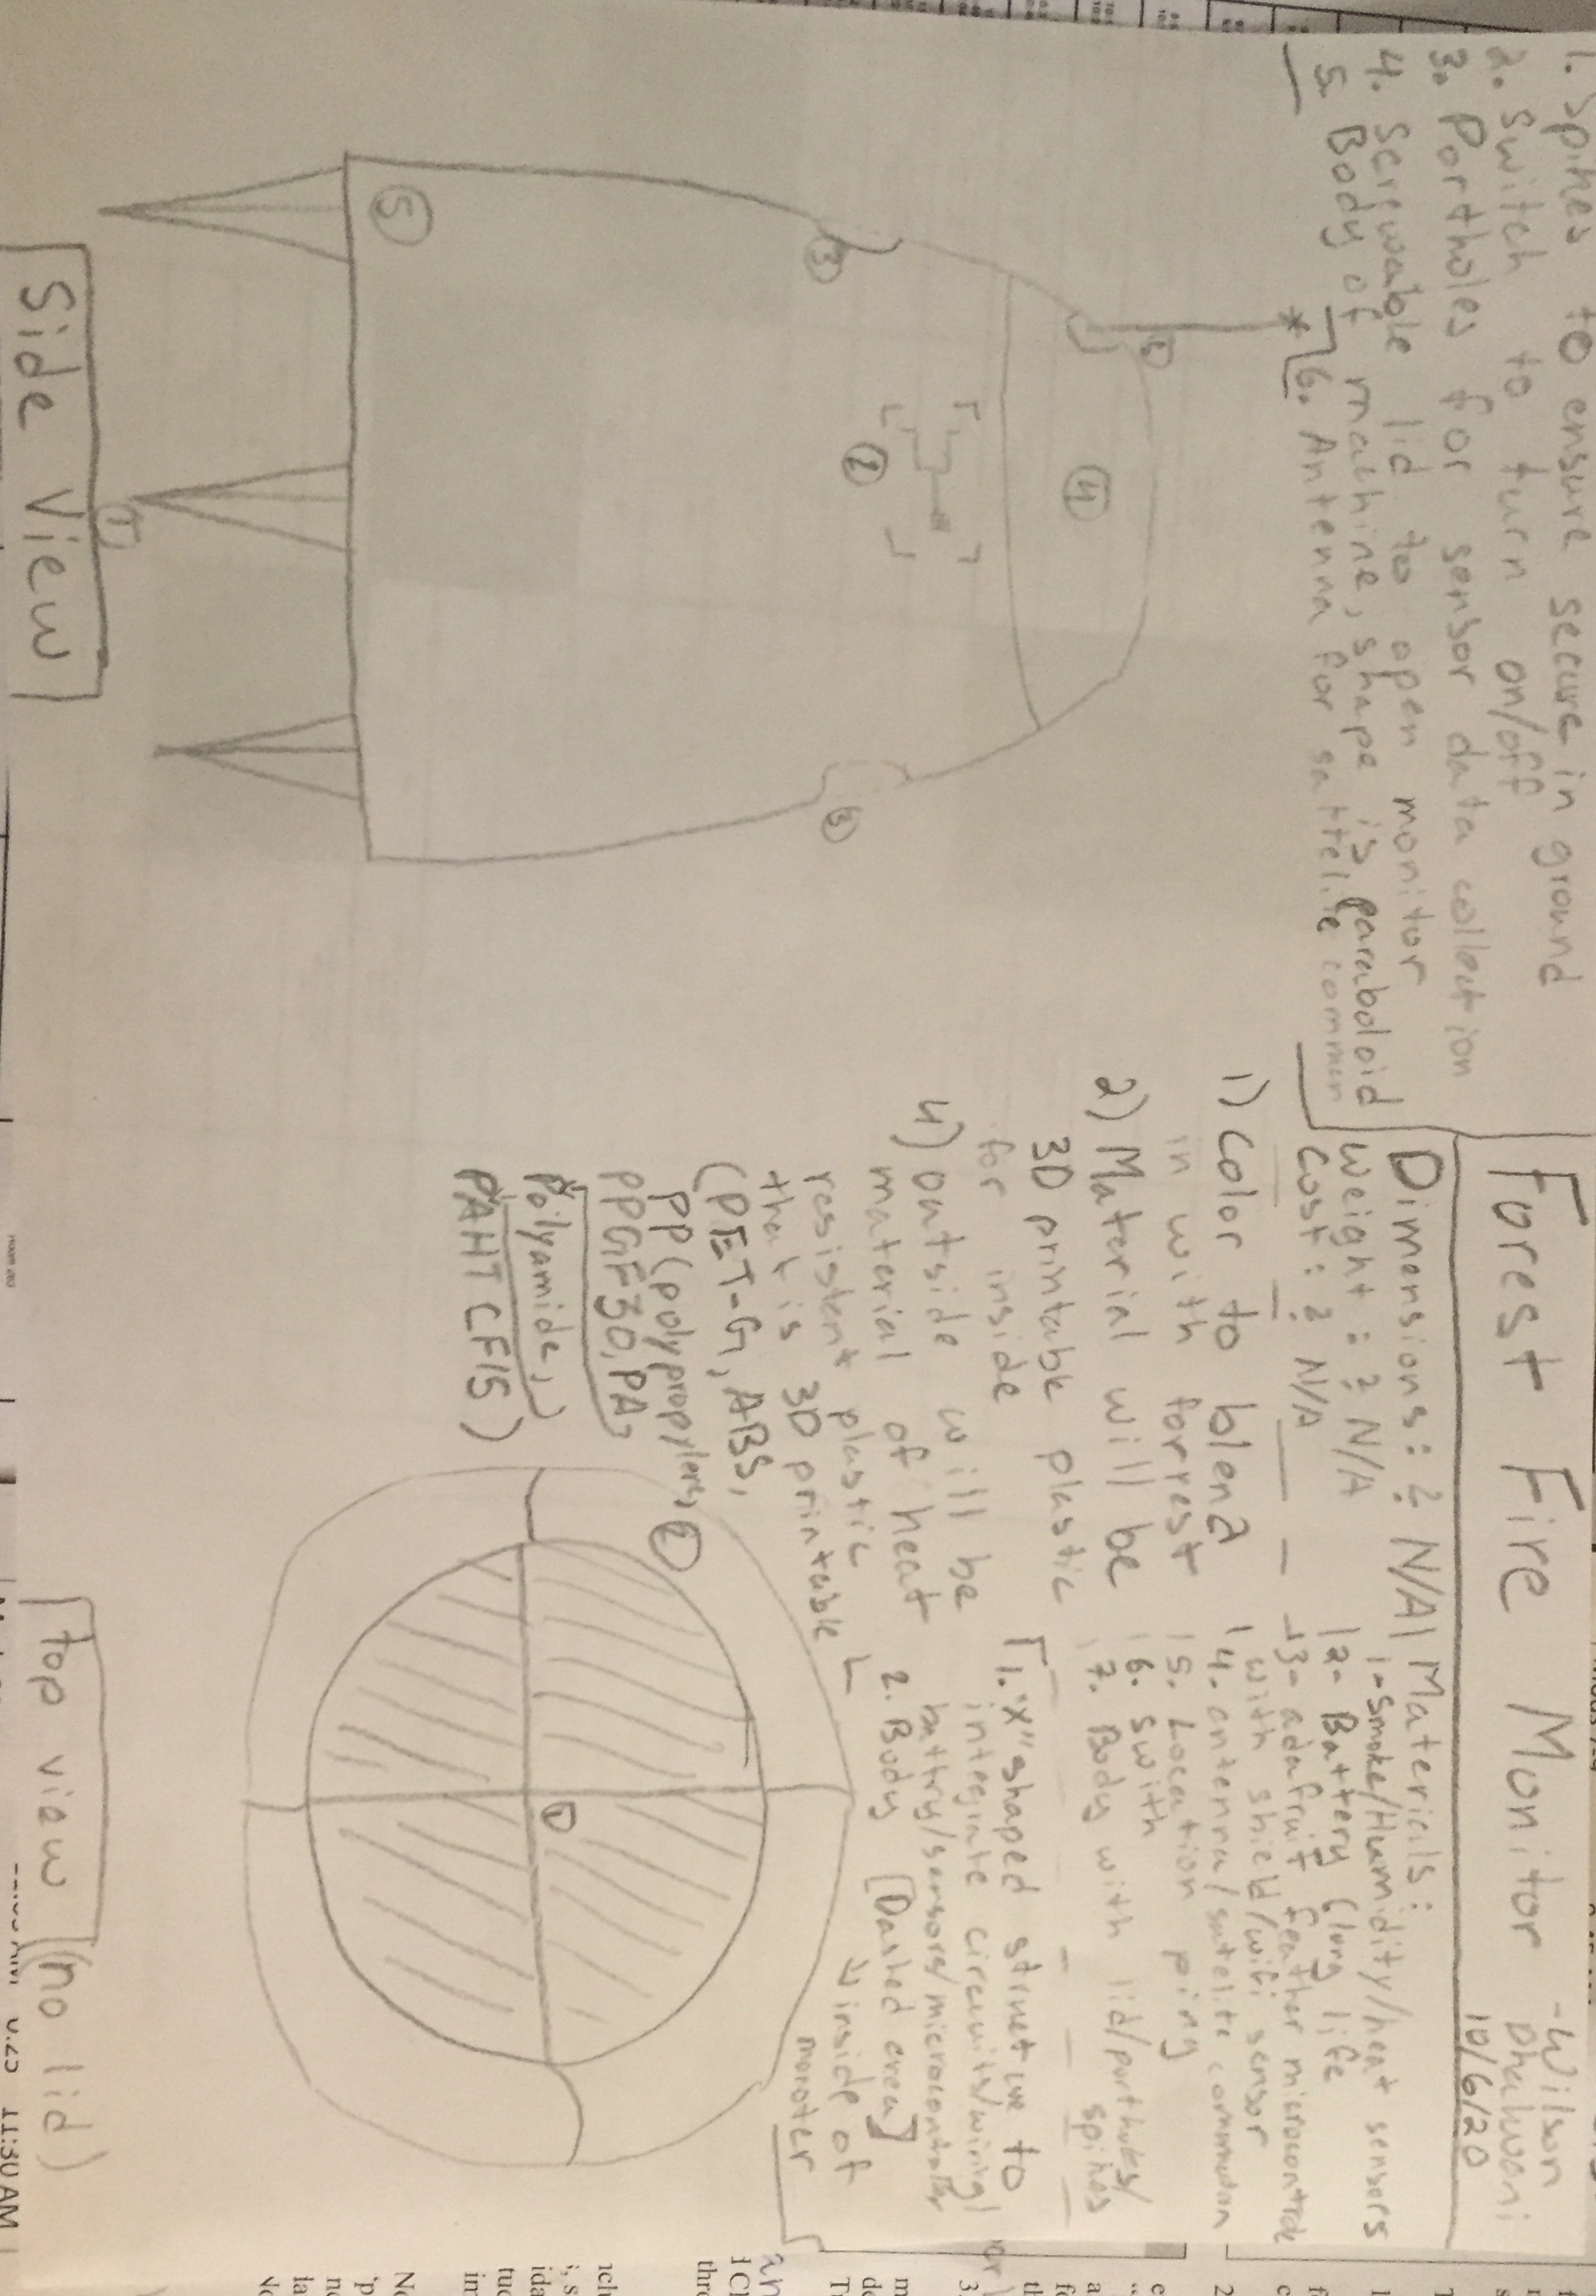 1. Spikes to ensure secure in ground
2. Switch to turn on/off
3. Portholes for sensor data collection
4. Screwable lid to open monitor
5. Body of machine, shape is paraboloid
6. Antenna for sattelite commun
Forest Fire Monitor
-Wilson
Dhalwani
10/6/20
Dimensions: ? N/A
Weight: ? N/A
Cost: ? N/A
Materials:
1-Smoke/Humidity/heat sensors
2- Battery (long life
3- adafruit feather microcontrole
with shield/wifi sensor
4. antenna/satelite
5. Location ping
6. swith
7. Body with lid/portholes/
spikes
1) Color to blend
in with forrest
2) Material will be
3D printable plastic
for inside
4) outside will be
material of heat
resistent plastic
that is 3D printable
(PET-G, ABS,
PP (polypropylene,
PPGF30, PA,
Polyamide,)
PAHT CF15)
1. "X" shaped structure to
integrate circuits/wiring/
battry/sensors/microcontroller
2. Body [Dashed area]
inside of
monoter
6
4
2
3
3
5
1
2
1
Side View
top view (no lid)
11:30 AM